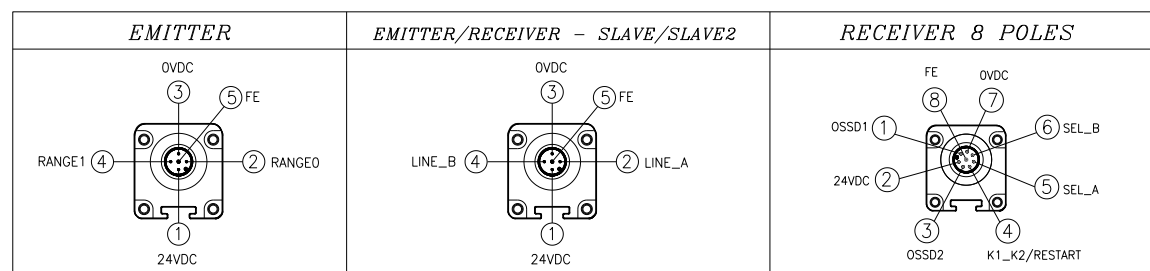 EMITTER
EMITTER/RECEIVER - SLAVE/SLAVE2
RECEIVER 8 POLES
0VDC
3
5 FE
RANGE1 4
2 RANGE0
1
24VDC
0VDC
3
5 FE
LINE_B 4
2 LINE_A
1
24VDC
FE 0VDC
8 7
OSSD1 1
6 SEL_B
24VDC 2
5 SEL_A
3 4
OSSD2 K1_K2/RESTART